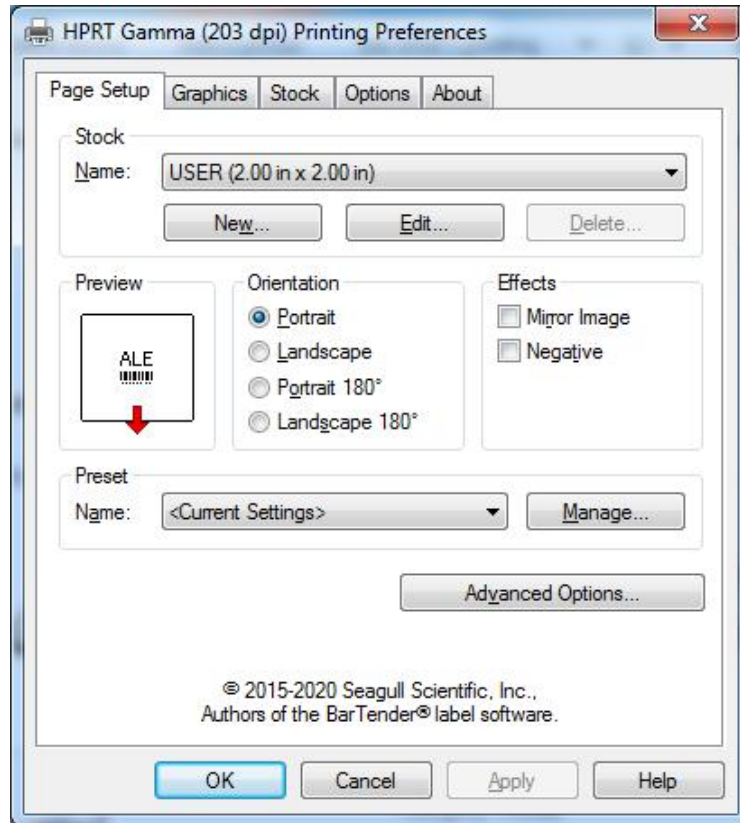 HPRT Gamma (203 dpi) Printing Preferences
X
Page Setup Graphics Stock Options About
Stock
Name: USER (2.00 in x 2.00 in)
New... Edit... Delete...
Preview
ALE
Orientation
Portrait
Landscape
Portrait 180°
Landscape 180°
Effects
Mirror Image
Negative
Preset
Name: <Current Settings> Manage...
Advanced Options...
© 2015-2020 Seagull Scientific, Inc.,
Authors of the BarTender® label software.
OK Cancel Apply Help